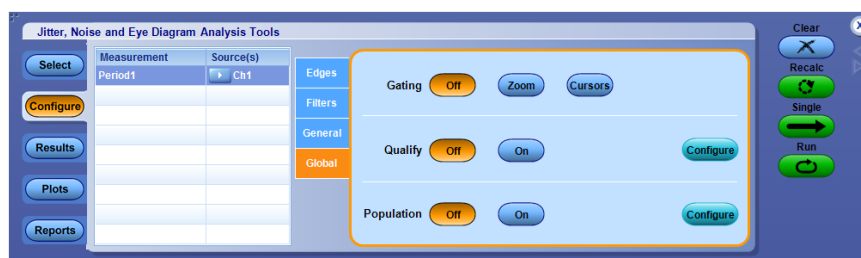 Jitter, Noise and Eye Diagram Analysis Tools
Clear
Select
Measurement Source(s)
Period1 Ch1
Edges
Gating Off Zoom Cursors
Recalc
Configure
Filters
Single
General
Results
Qualify Off On Configure
Run
Global
Plots
Population Off On Configure
Reports